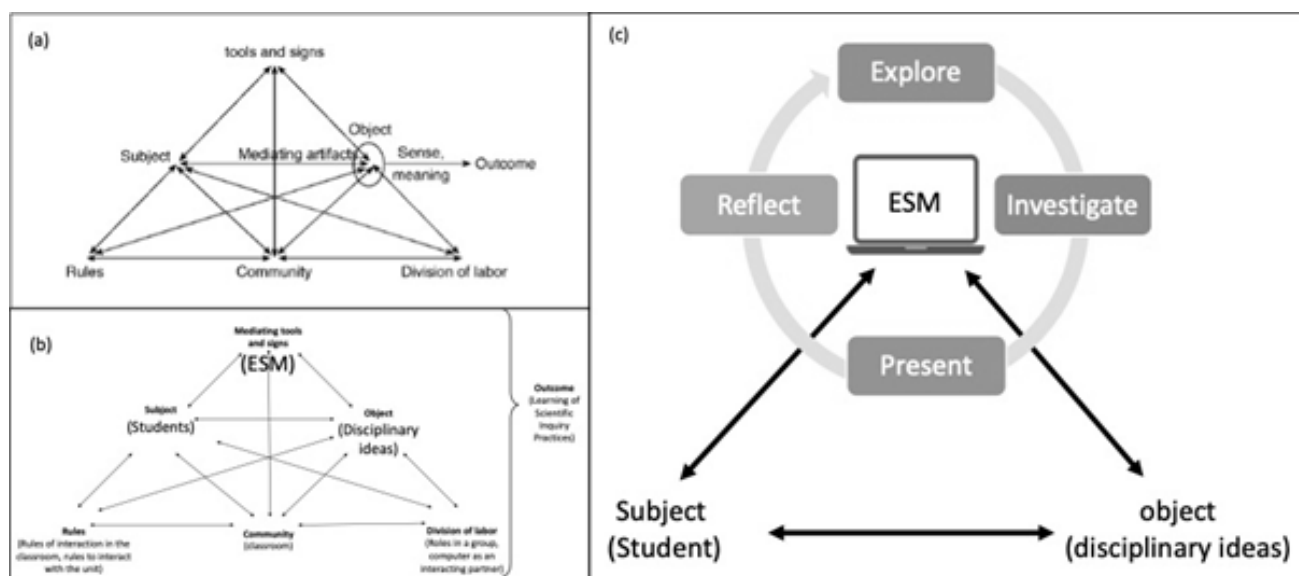 (a)
tools and signs
Object
Subject
Mediating artifacts
Sense,
meaning
Outcome
Rules
Community
Division of labor
(b)
Mediating tools
and signs
(ESM)
Subject
(Students)
Object
(Disciplinary
ideas)
Outcome
(Learning of
Scientific
Inquiry
Practices)
Rules
(Rules of interaction in the
classroom, rules to interact
with the unit)
Community
(classroom)
Division of labor
(Roles in a group,
computer as an
interacting partner)
(c)
Explore
Reflect
ESM
Investigate
Present
Subject
(Student)
object
(disciplinary ideas)